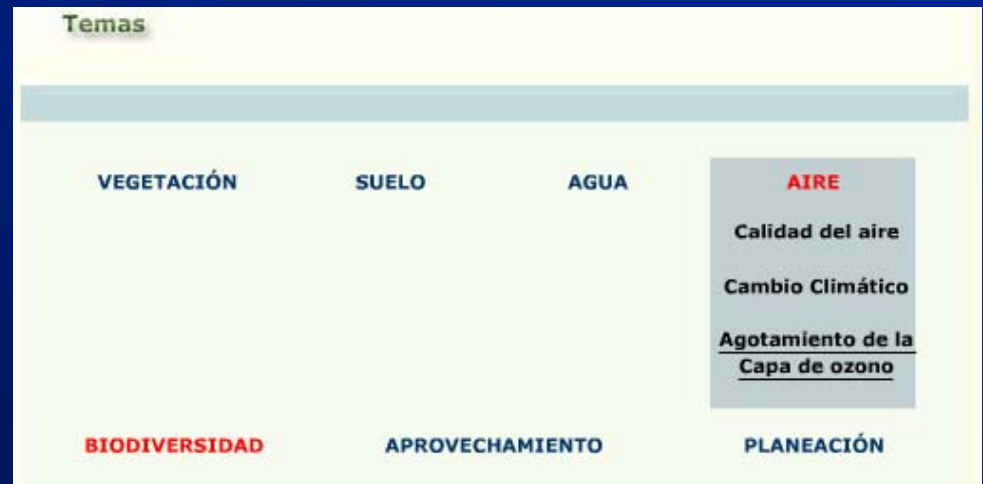 Temas
VEGETACIÓN SUELO AGUA AIRE
Calidad del aire
Cambio Climático
Agotamiento de la
Capa de ozono
BIODIVERSIDAD APROVECHAMIENTO PLANEACIÓN